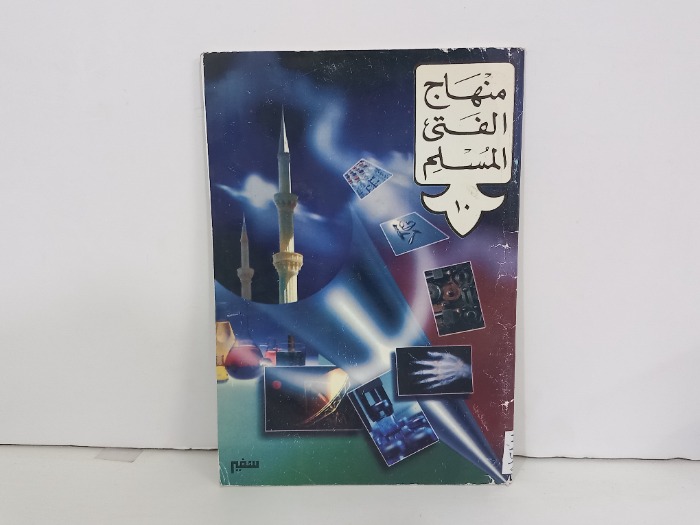 منهاج
الفتى
المسلم
١٠
سفير